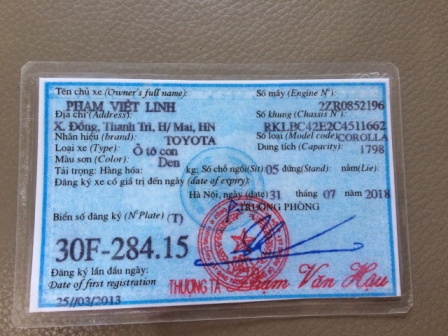 Tên chủ xe (Owner's full name): Số máy (Engine N°):
PHẠM VIỆT LINH 2ZR0852196
Địa chỉ (Address): Số khung (Chassis N°):
X. Đồng, Thanh Trì, H/ Mai, HN RKLBC42E2C4511662
Nhãn hiệu (brand): TOYOTA Số loại (Model code) COROLLA
Loại xe (Type): Ô tô con Dung tích (Capacity): 1798
Màu sơn (Color): Đen
Tải trọng: Hàng hóa: kg; Số chỗ ngồi(Sit): 05 đứng(Stand): nằm(Lie):
Đăng ký xe có giá trị đến ngày (date of expiry):
Hà Nội, ngày (date) 31 tháng 07 năm 2018
TRƯỞNG PHÒNG
Biển số đăng ký (N° Plate) (T)
30F-284.15
Đăng ký lần đầu ngày:
Date of first registration
25//03/2013
THƯỢNG TÁ Phạm Văn Hậu